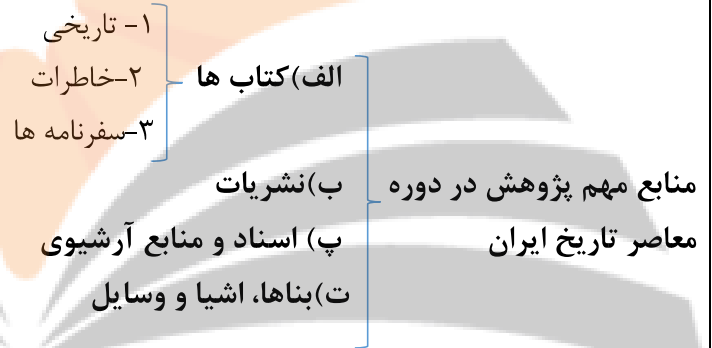 منابع مهم پژوهش در دوره
معاصر تاریخ ایران
الف)کتاب ها
۱- تاریخی
۲-خاطرات
۳-سفرنامه ها
ب)نشریات
پ) اسناد و منابع آرشیوی
ت)بناها، اشیا و وسایل